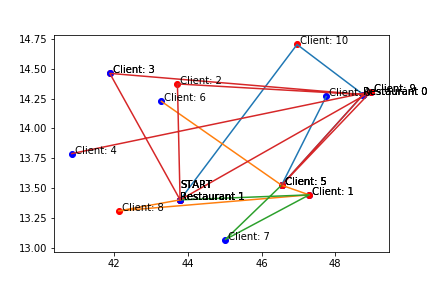 14.75
Client: 10
14.50
Client: 3
Client: 2
Client: 9
14.25
Client: 6
Client:
Restaurant 0
14.00
Client: 4
13.75
START
Client: 5
13.50
Restaurant 1
Client: 1
13.25
Client: 8
Client: 7
13.00
42
44
46
48